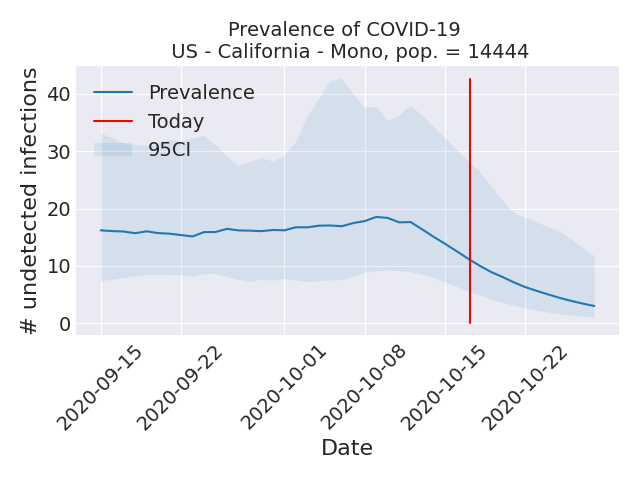 Prevalence of COVID-19
US - California - Mono, pop. = 14444
# undetected infections
40
30
20
10
0
Prevalence
Today
95CI
2020-09-15
2020-09-22
2020-10-01
2020-10-08
2020-10-15
2020-10-22
Date